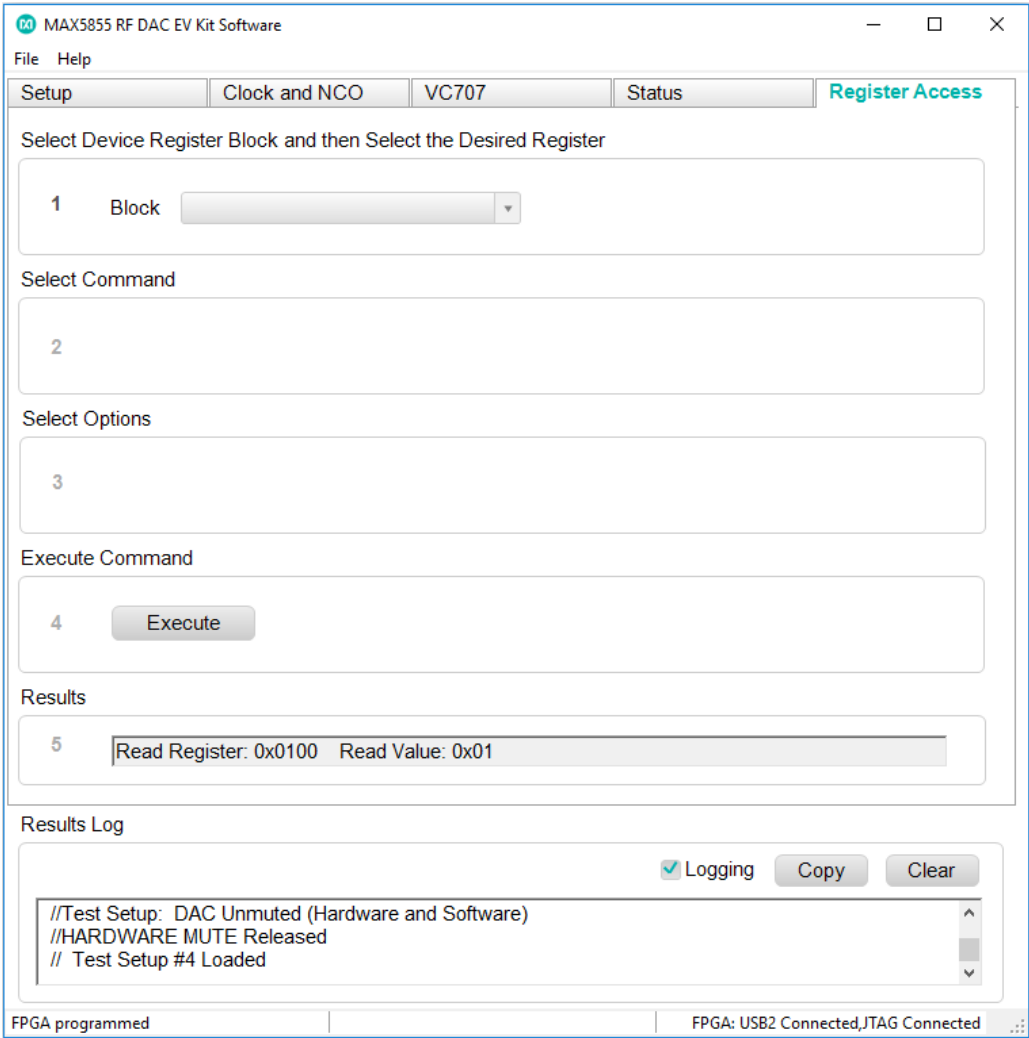 MAX5855 RF DAC EV Kit Software
File Help
Setup Clock and NCO VC707 Status Register Access
Select Device Register Block and then Select the Desired Register
1 Block
Select Command
2
Select Options
3
Execute Command
4 Execute
Results
5 Read Register: 0x0100 Read Value: 0x01
Results Log
Logging Copy Clear
//Test Setup: DAC Unmuted (Hardware and Software)
//HARDWARE MUTE Released
// Test Setup #4 Loaded
FPGA programmed FPGA: USB2 Connected,JTAG Connected